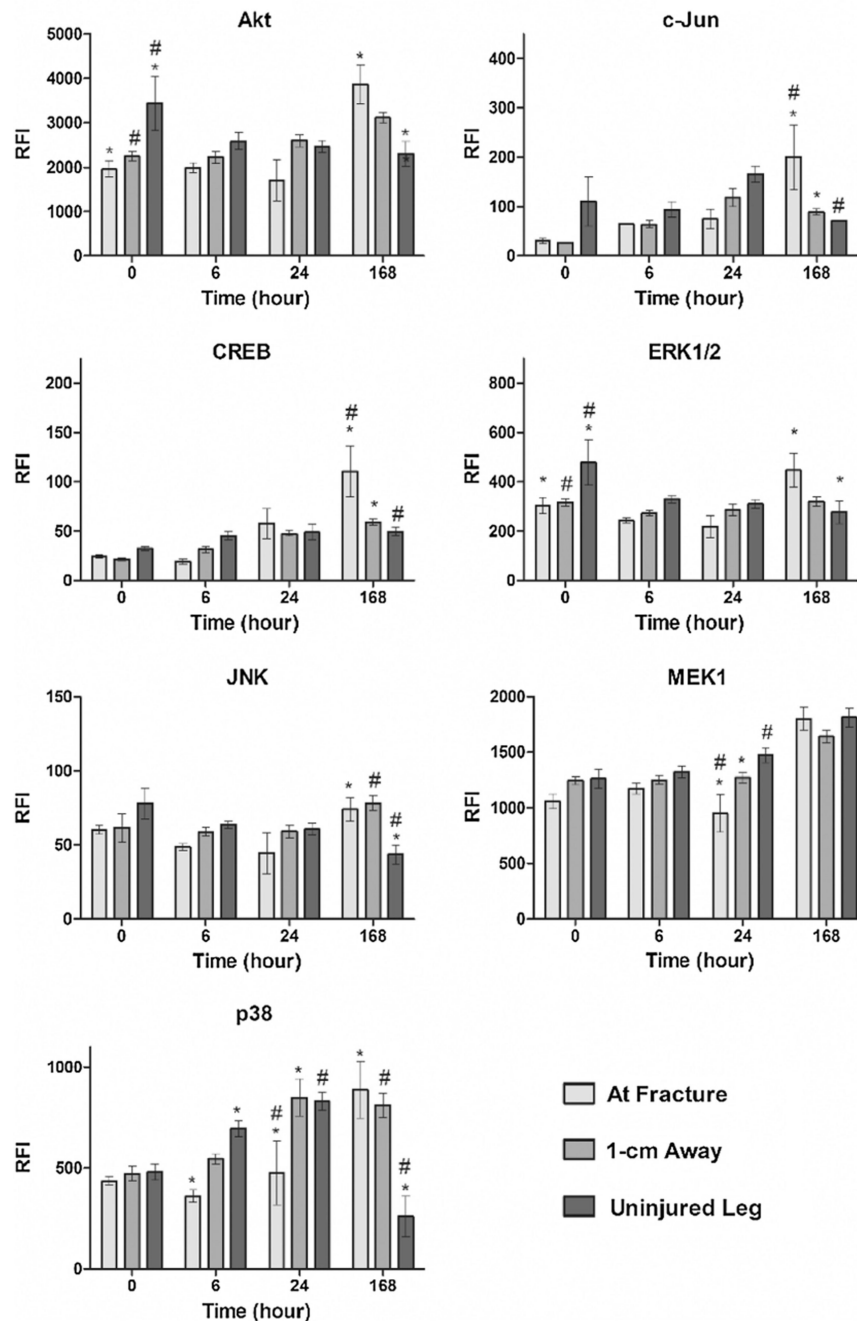 Akt
RFI
5000
4000
3000
2000
1000
0
* # # *
* * *
0 6 24 168
Time (hour)
c-Jun
RFI
400
300
200
100
0
# * * #
0 6 24 168
Time (hour)
CREB
RFI
200
150
100
50
0
# * * #
0 6 24 168
Time (hour)
ERK1/2
RFI
800
600
400
200
0
* # # * * *
0 6 24 168
Time (hour)
JNK
RFI
150
100
50
0
* # # *
0 6 24 168
Time (hour)
MEK1
RFI
2000
1500
1000
500
0
# * * #
0 6 24 168
Time (hour)
p38
RFI
1000
500
0
* * # * * # * # # *
0 6 24 168
Time (hour)
At Fracture
1-cm Away
Uninjured Leg